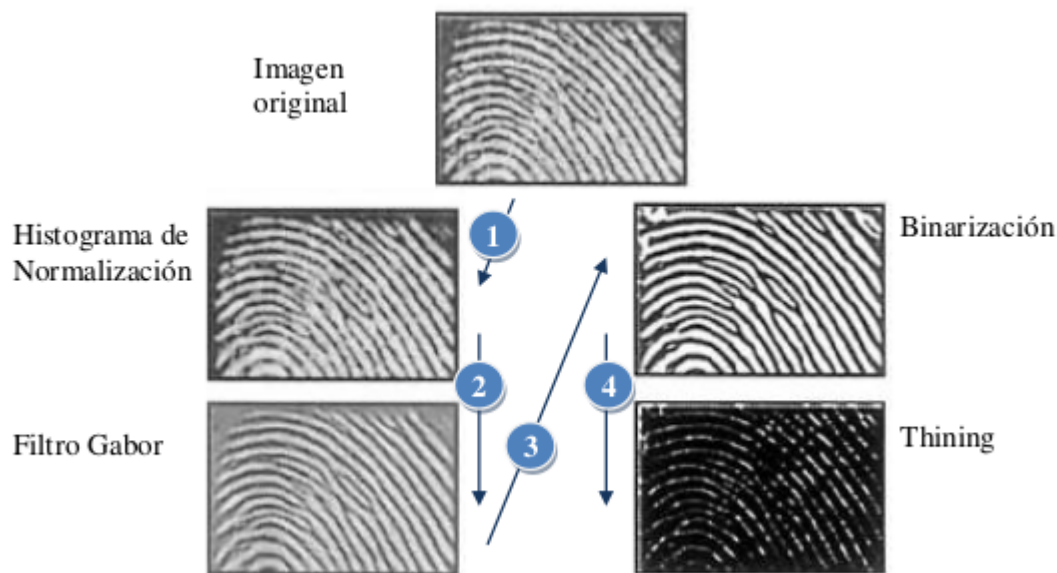 Imagen
original
1
Histograma de
Normalización
Binarización
2
4
3
Filtro Gabor
Thining